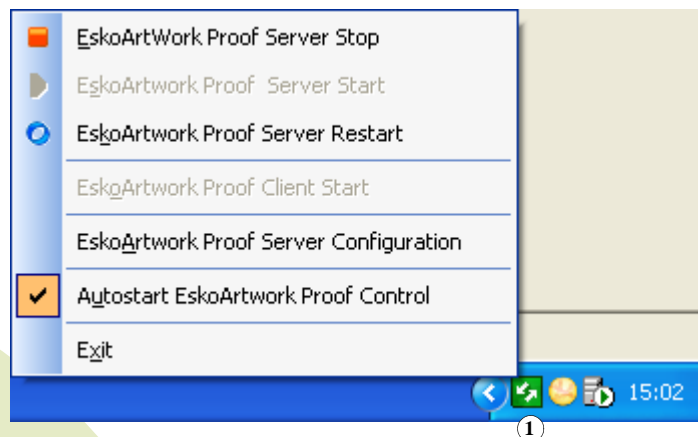 EskoArtWork Proof Server Stop
EskoArtwork Proof Server Start
EskoArtwork Proof Server Restart
EskoArtwork Proof Client Start
EskoArtwork Proof Server Configuration
Autostart EskoArtwork Proof Control
Exit
15:02
1